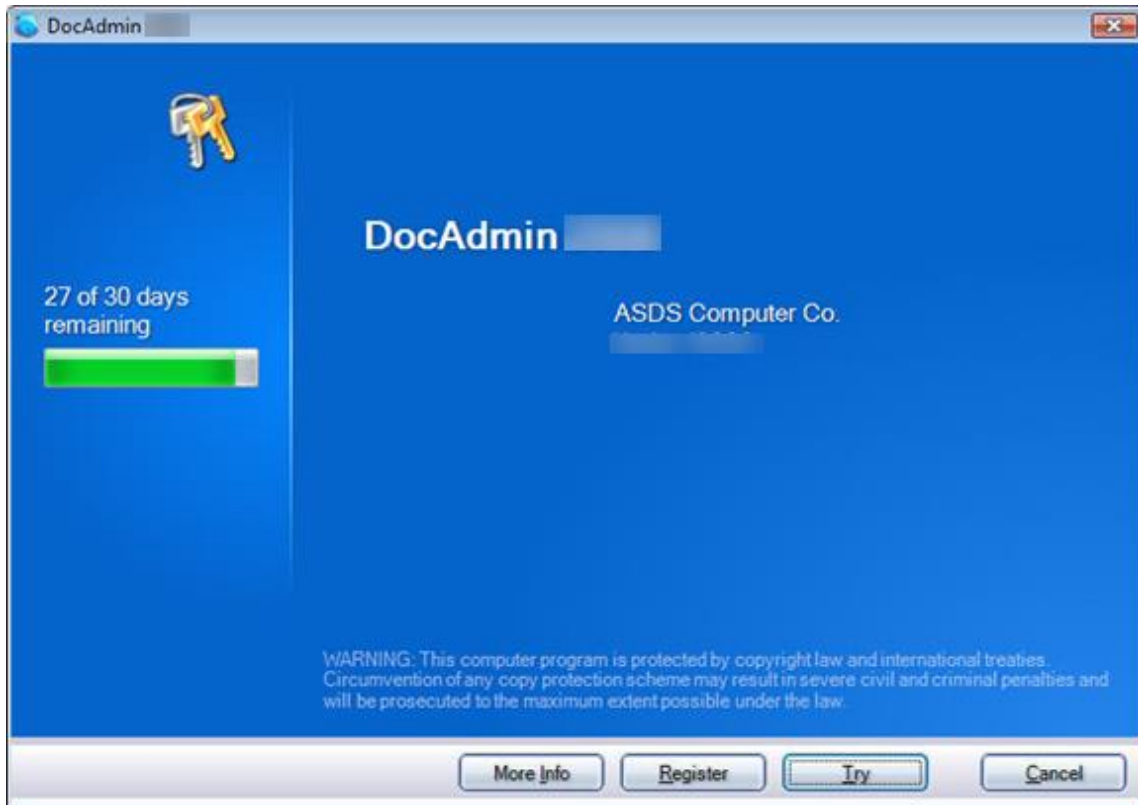 DocAdmin
DocAdmin
27 of 30 days
remaining
ASDS Computer Co.
WARNING: This computer program is protected by copyright law and international treaties.
Circumvention of any copy protection scheme may result in severe civil and criminal penalties and
will be prosecuted to the maximum extent possible under the law.
More Info
Register
Try
Cancel